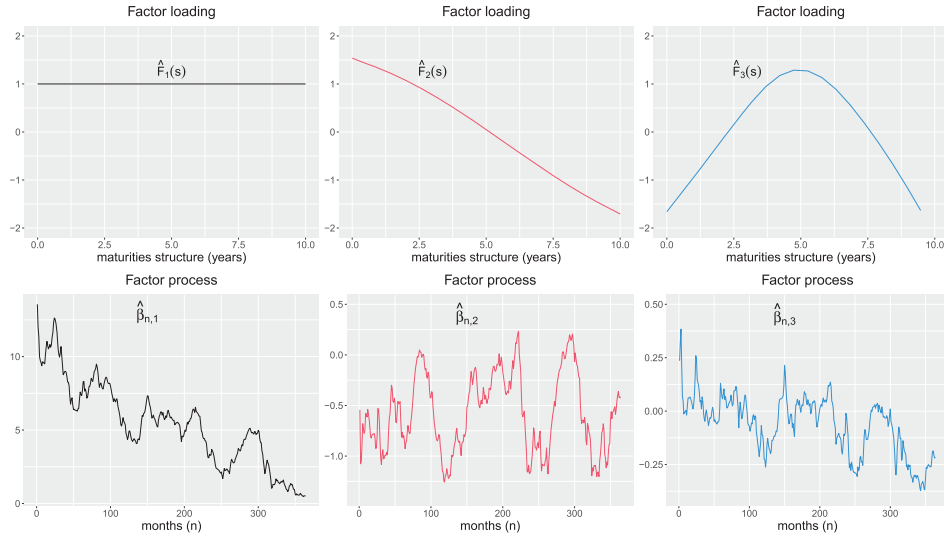 Factor loading
F̂₁(s)
2
1
0
−1
−2
0.0 2.5 5.0 7.5 10.0
maturities structure (years)
Factor loading
F̂₂(s)
2
1
0
−1
−2
0.0 2.5 5.0 7.5 10.0
maturities structure (years)
Factor loading
F̂₃(s)
2
1
0
−1
−2
0.0 2.5 5.0 7.5 10.0
maturities structure (years)
Factor process
β̂n,1
10
5
0
0 100 200 300
months (n)
Factor process
β̂n,2
0.5
0.0
−0.5
−1.0
0 100 200 300
months (n)
Factor process
β̂n,3
0.50
0.25
0.00
−0.25
0 100 200 300
months (n)